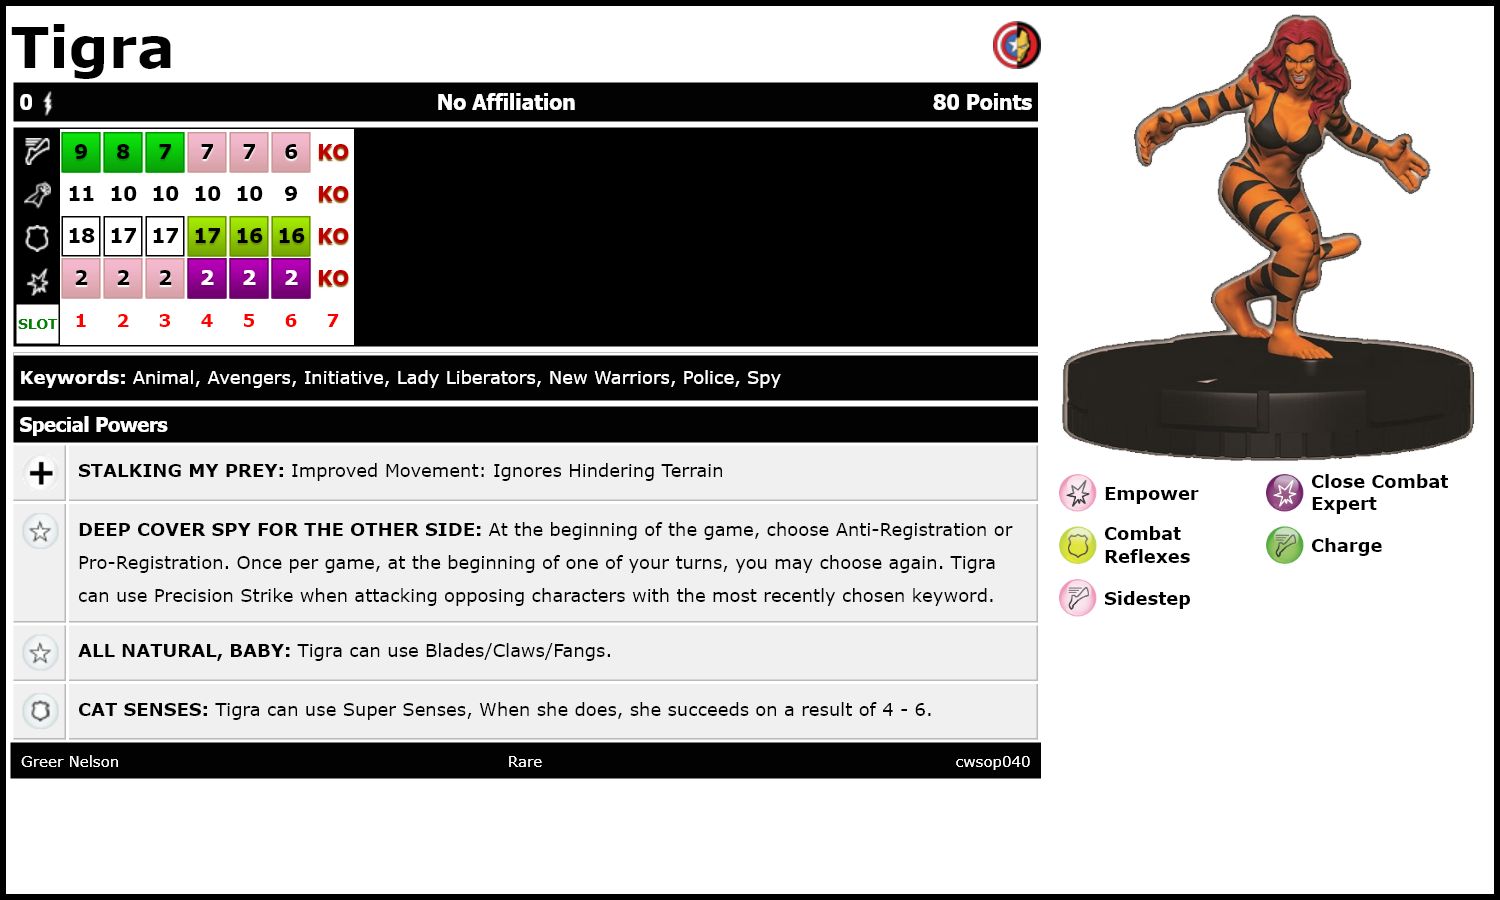 Tigra
0 No Affiliation 80 Points
9 8 7 7 7 6 KO
11 10 10 10 10 9 KO
18 17 17 17 16 16 KO
2 2 2 2 2 2 KO
SLOT 1 2 3 4 5 6 7
Keywords: Animal, Avengers, Initiative, Lady Liberators, New Warriors, Police, Spy
Special Powers
STALKING MY PREY: Improved Movement: Ignores Hindering Terrain
DEEP COVER SPY FOR THE OTHER SIDE: At the beginning of the game, choose Anti-Registration or
Pro-Registration. Once per game, at the beginning of one of your turns, you may choose again. Tigra
can use Precision Strike when attacking opposing characters with the most recently chosen keyword.
ALL NATURAL, BABY: Tigra can use Blades/Claws/Fangs.
CAT SENSES: Tigra can use Super Senses, When she does, she succeeds on a result of 4 - 6.
Greer Nelson Rare cwsop040
Empower
Close Combat
Expert
Combat
Reflexes
Charge
Sidestep